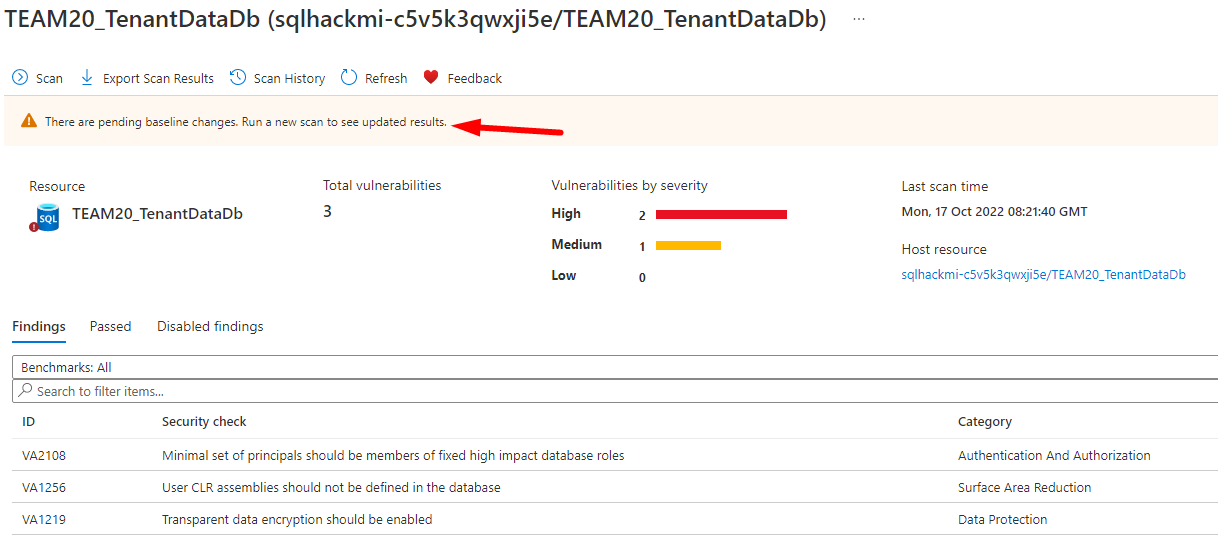 TEAM20_TenantDataDb (sqlhackmi-c5v5k3qwxji5e/TEAM20_TenantDataDb) ...
Scan Export Scan Results Scan History Refresh Feedback
There are pending baseline changes. Run a new scan to see updated results.
Resource Total vulnerabilities Vulnerabilities by severity Last scan time
SQL TEAM20_TenantDataDb 3 High 2 Mon, 17 Oct 2022 08:21:40 GMT
Medium 1 Host resource
Low 0 sqlhackmi-c5v5k3qwxji5e/TEAM20_TenantDataDb
Findings Passed Disabled findings
Benchmarks: All
Search to filter items...
ID Security check Category
VA2108 Minimal set of principals should be members of fixed high impact database roles Authentication And Authorization
VA1256 User CLR assemblies should not be defined in the database Surface Area Reduction
VA1219 Transparent data encryption should be enabled Data Protection